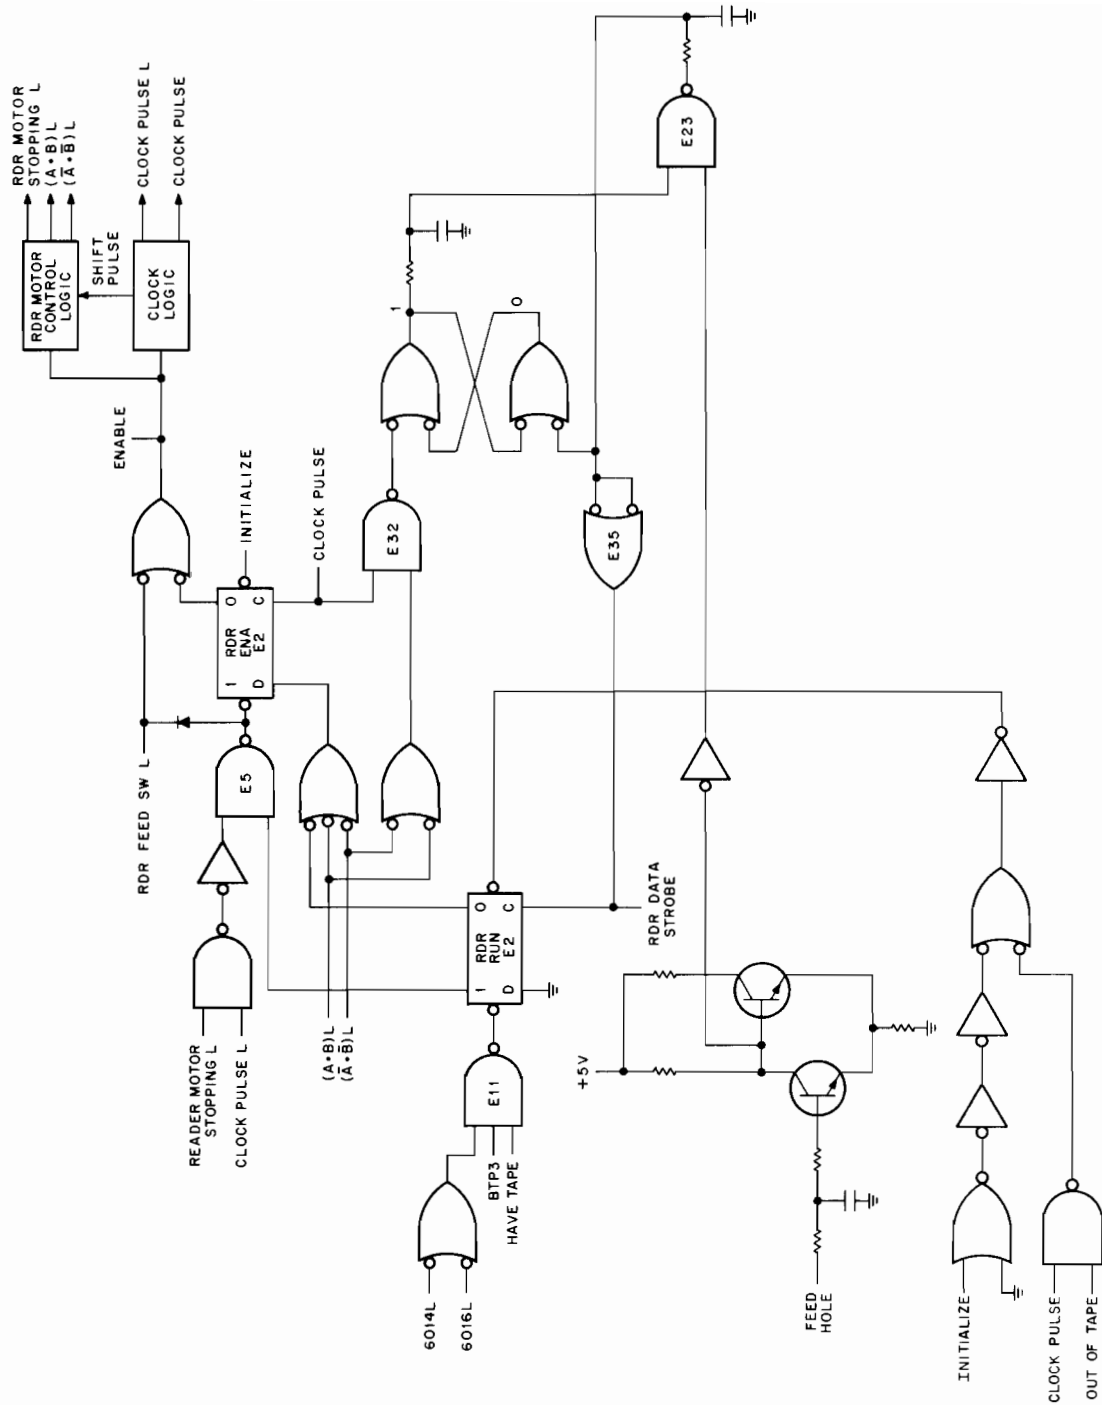 RDR MOTOR
STOPPING L
(A•B)L
(A̅•B̅)L
CLOCK PULSE L
CLOCK PULSE
RDR MOTOR
CONTROL
LOGIC
SHIFT
PULSE
CLOCK
LOGIC
ENABLE
INITIALIZE
CLOCK PULSE
RDR FEED SW L
1
0
RDR
ENA
E2
D
C
E5
E32
1
0
E23
E35
READER MOTOR
STOPPING L
CLOCK PULSE L
(A•B)L
(A̅•B̅)L
1
0
RDR
RUN
E2
D
C
RDR DATA
STROBE
E11
BTP3
HAVE TAPE
6014L
6016L
+5V
FEED
HOLE
INITIALIZE
CLOCK PULSE
OUT OF TAPE